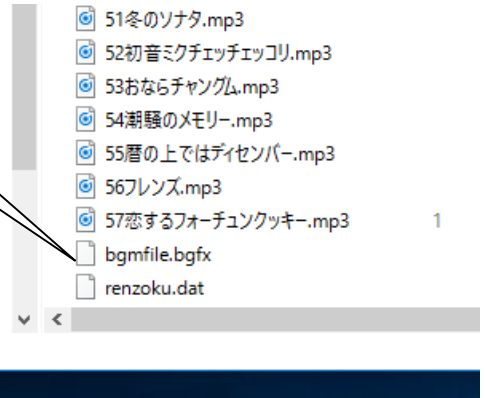 51冬のソナタ.mp3
52初音ミクチェッチェッコリ.mp3
53おならチャングム.mp3
54潮騒のメモリー.mp3
55暦の上ではディセンバー.mp3
56フレンズ.mp3
57恋するフォーチュンクッキー.mp3 1
bgmfile.bgfx
renzoku.dat